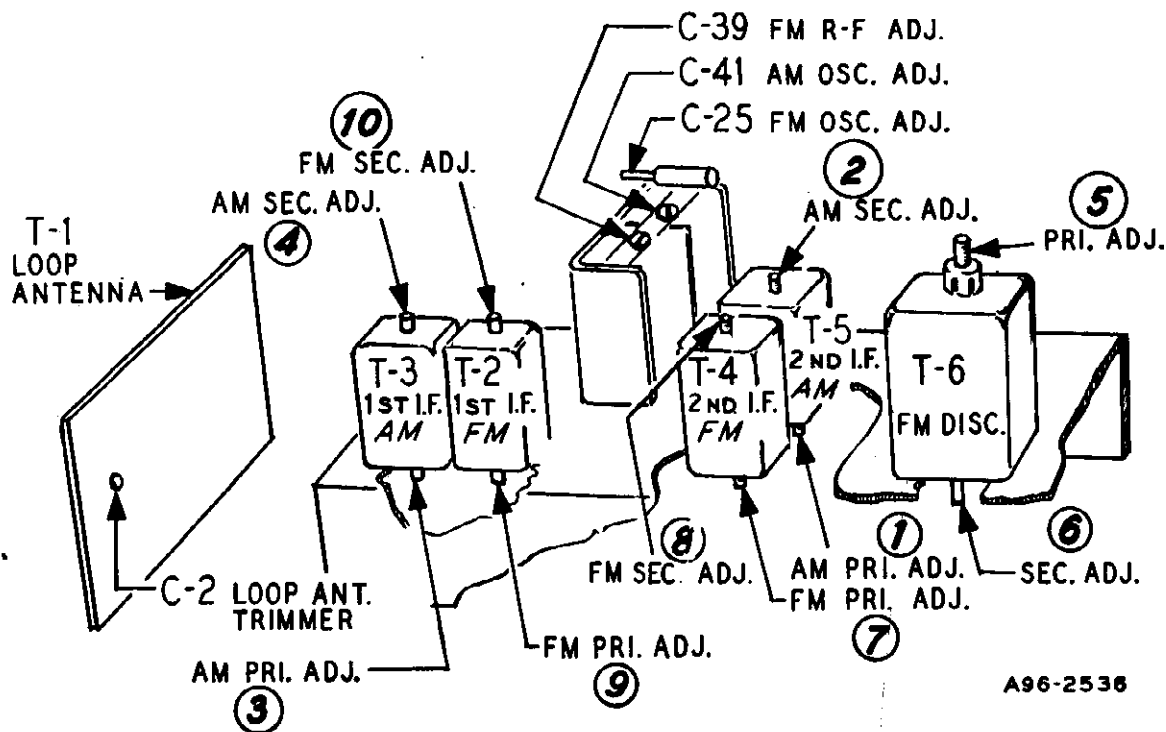 C-39 FM R-F ADJ.
C-41 AM OSC. ADJ.
C-25 FM OSC. ADJ.
10
FM SEC. ADJ.
2
AM SEC. ADJ.
5
PRI. ADJ.
AM SEC. ADJ.
4
T-1
LOOP
ANTENNA
T-3
1ST I.F.
AM
T-2
1ST I.F.
FM
T-4
2ND I.F.
FM
T-5
2ND I.F.
AM
T-6
FM DISC.
8
FM SEC. ADJ.
1
AM PRI. ADJ.
FM PRI. ADJ.
7
6
SEC. ADJ.
C-2 LOOP ANT.
TRIMMER
AM PRI. ADJ.
3
FM PRI. ADJ.
9
A96-2536